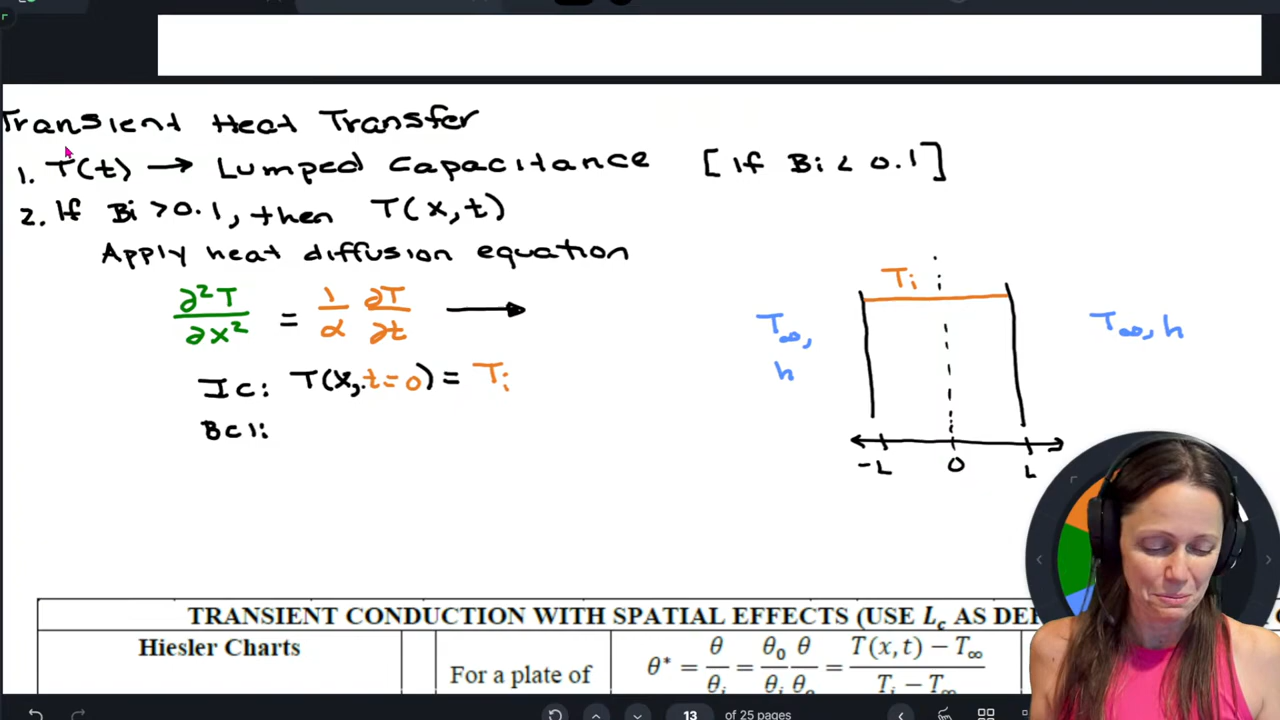 Transient Heat Transfer
1. T(t) → Lumped Capacitance [If Bi < 0.1]
2. If Bi > 0.1, then T(x,t)
Apply heat diffusion equation
∂²T/∂x² = 1/α ∂T/∂t →
Ic: T(x, t=0) = Ti
Bc1:
Ti
T∞, h
T∞, h
-L 0 L
TRANSIENT CONDUCTION WITH SPATIAL EFFECTS (USE Lc AS
Hiesler Charts
For a plate of
θ* = θ/θi = θ0/θi θ/θo = T(x,t) − T∞ / Ti − T∞
13 of 25 pages